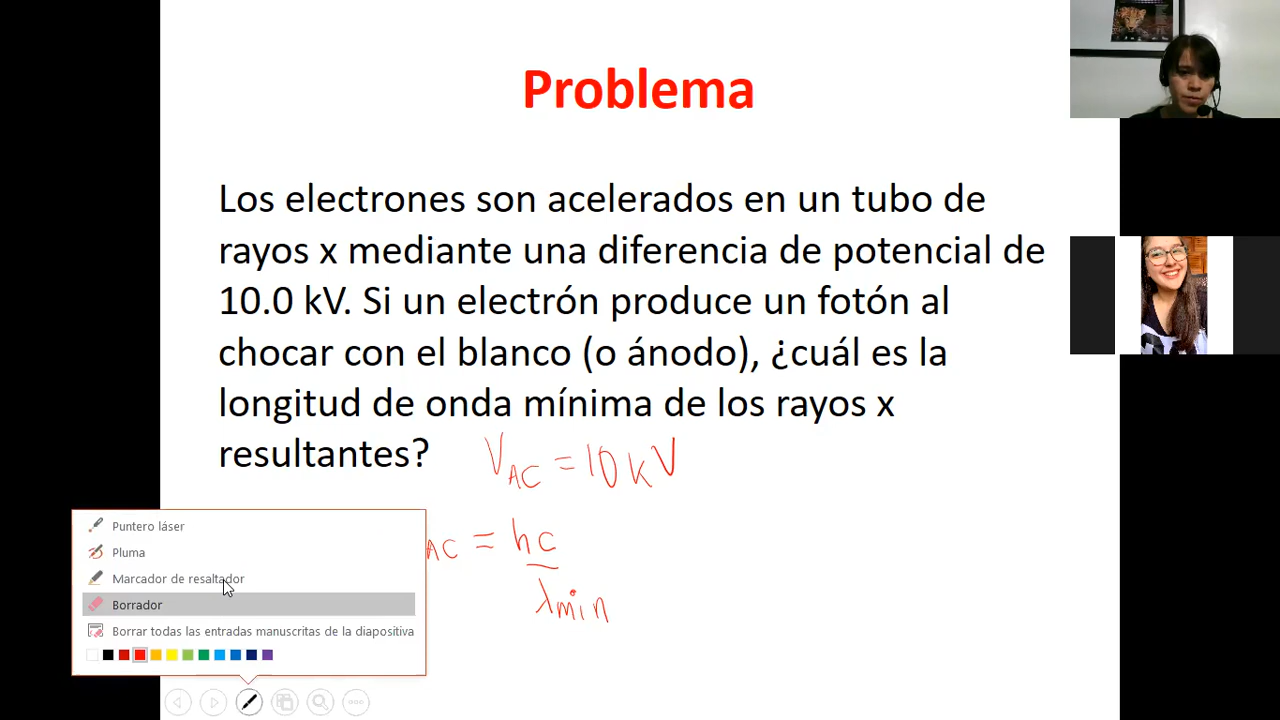 Problema
Los electrones son acelerados en un tubo de
rayos x mediante una diferencia de potencial de
10.0 kV. Si un electrón produce un fotón al
chocar con el blanco (o ánodo), ¿cuál es la
longitud de onda mínima de los rayos x
resultantes?
V_AC = 10 kV
AC = hc
λmin
Puntero láser
Pluma
Marcador de resaltador
Borrador
Borrar todas las entradas manuscritas de la diapositiva